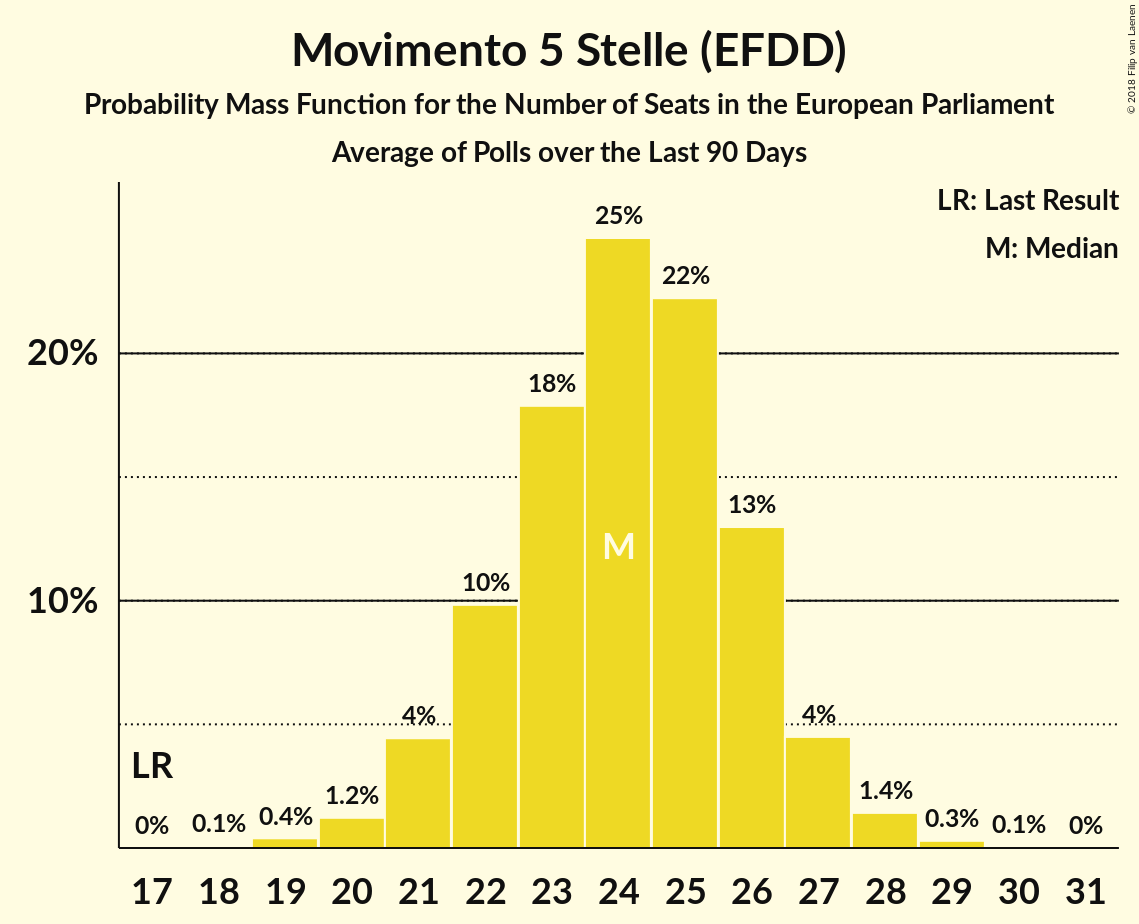 Movimento 5 Stelle (EFDD)
Probability Mass Function for the Number of Seats in the European Parliament
Average of Polls over the Last 90 Days
© 2018 Filip van Laenen
LR: Last Result
M: Median
25%
22%
20%
18%
13%
M
10%
10%
4%
4%
LR
1.2%
1.4%
0%
0.1%
0.4%
0.3%
0.1%
0%
17 18 19 20 21 22 23 24 25 26 27 28 29 30 31